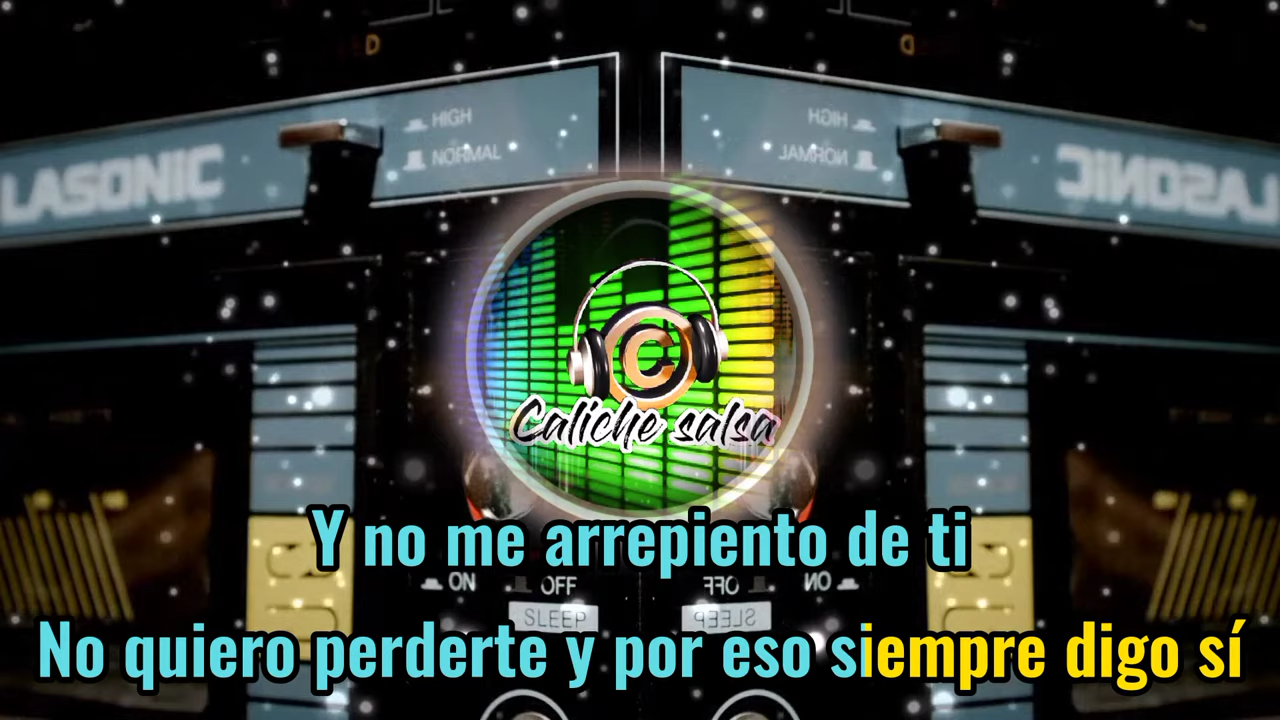 D
D
LASONIC
HIGH
NORMAL
HIGH
NORMAL
LASONIC
C
Caliche salsa
Y no me arrepiento de ti
ON
OFF
OFF
ON
SLEEP
SLEEP
No quiero perderte y por eso siempre digo sí